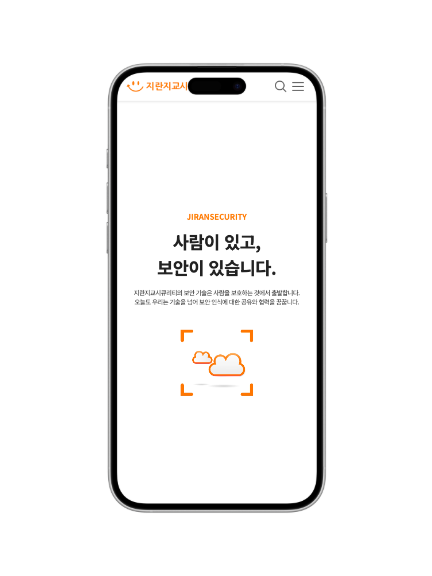 지란지교시
JIRANSECURITY
사람이 있고,
보안이 있습니다.
지란지교시큐리티의 보안 기술은 사람을 보호하는 것에서 출발합니다.
오늘도 우리는 기술을 넘어 보안 인식에 대한 공유와 협력을 꿈꿉니다.